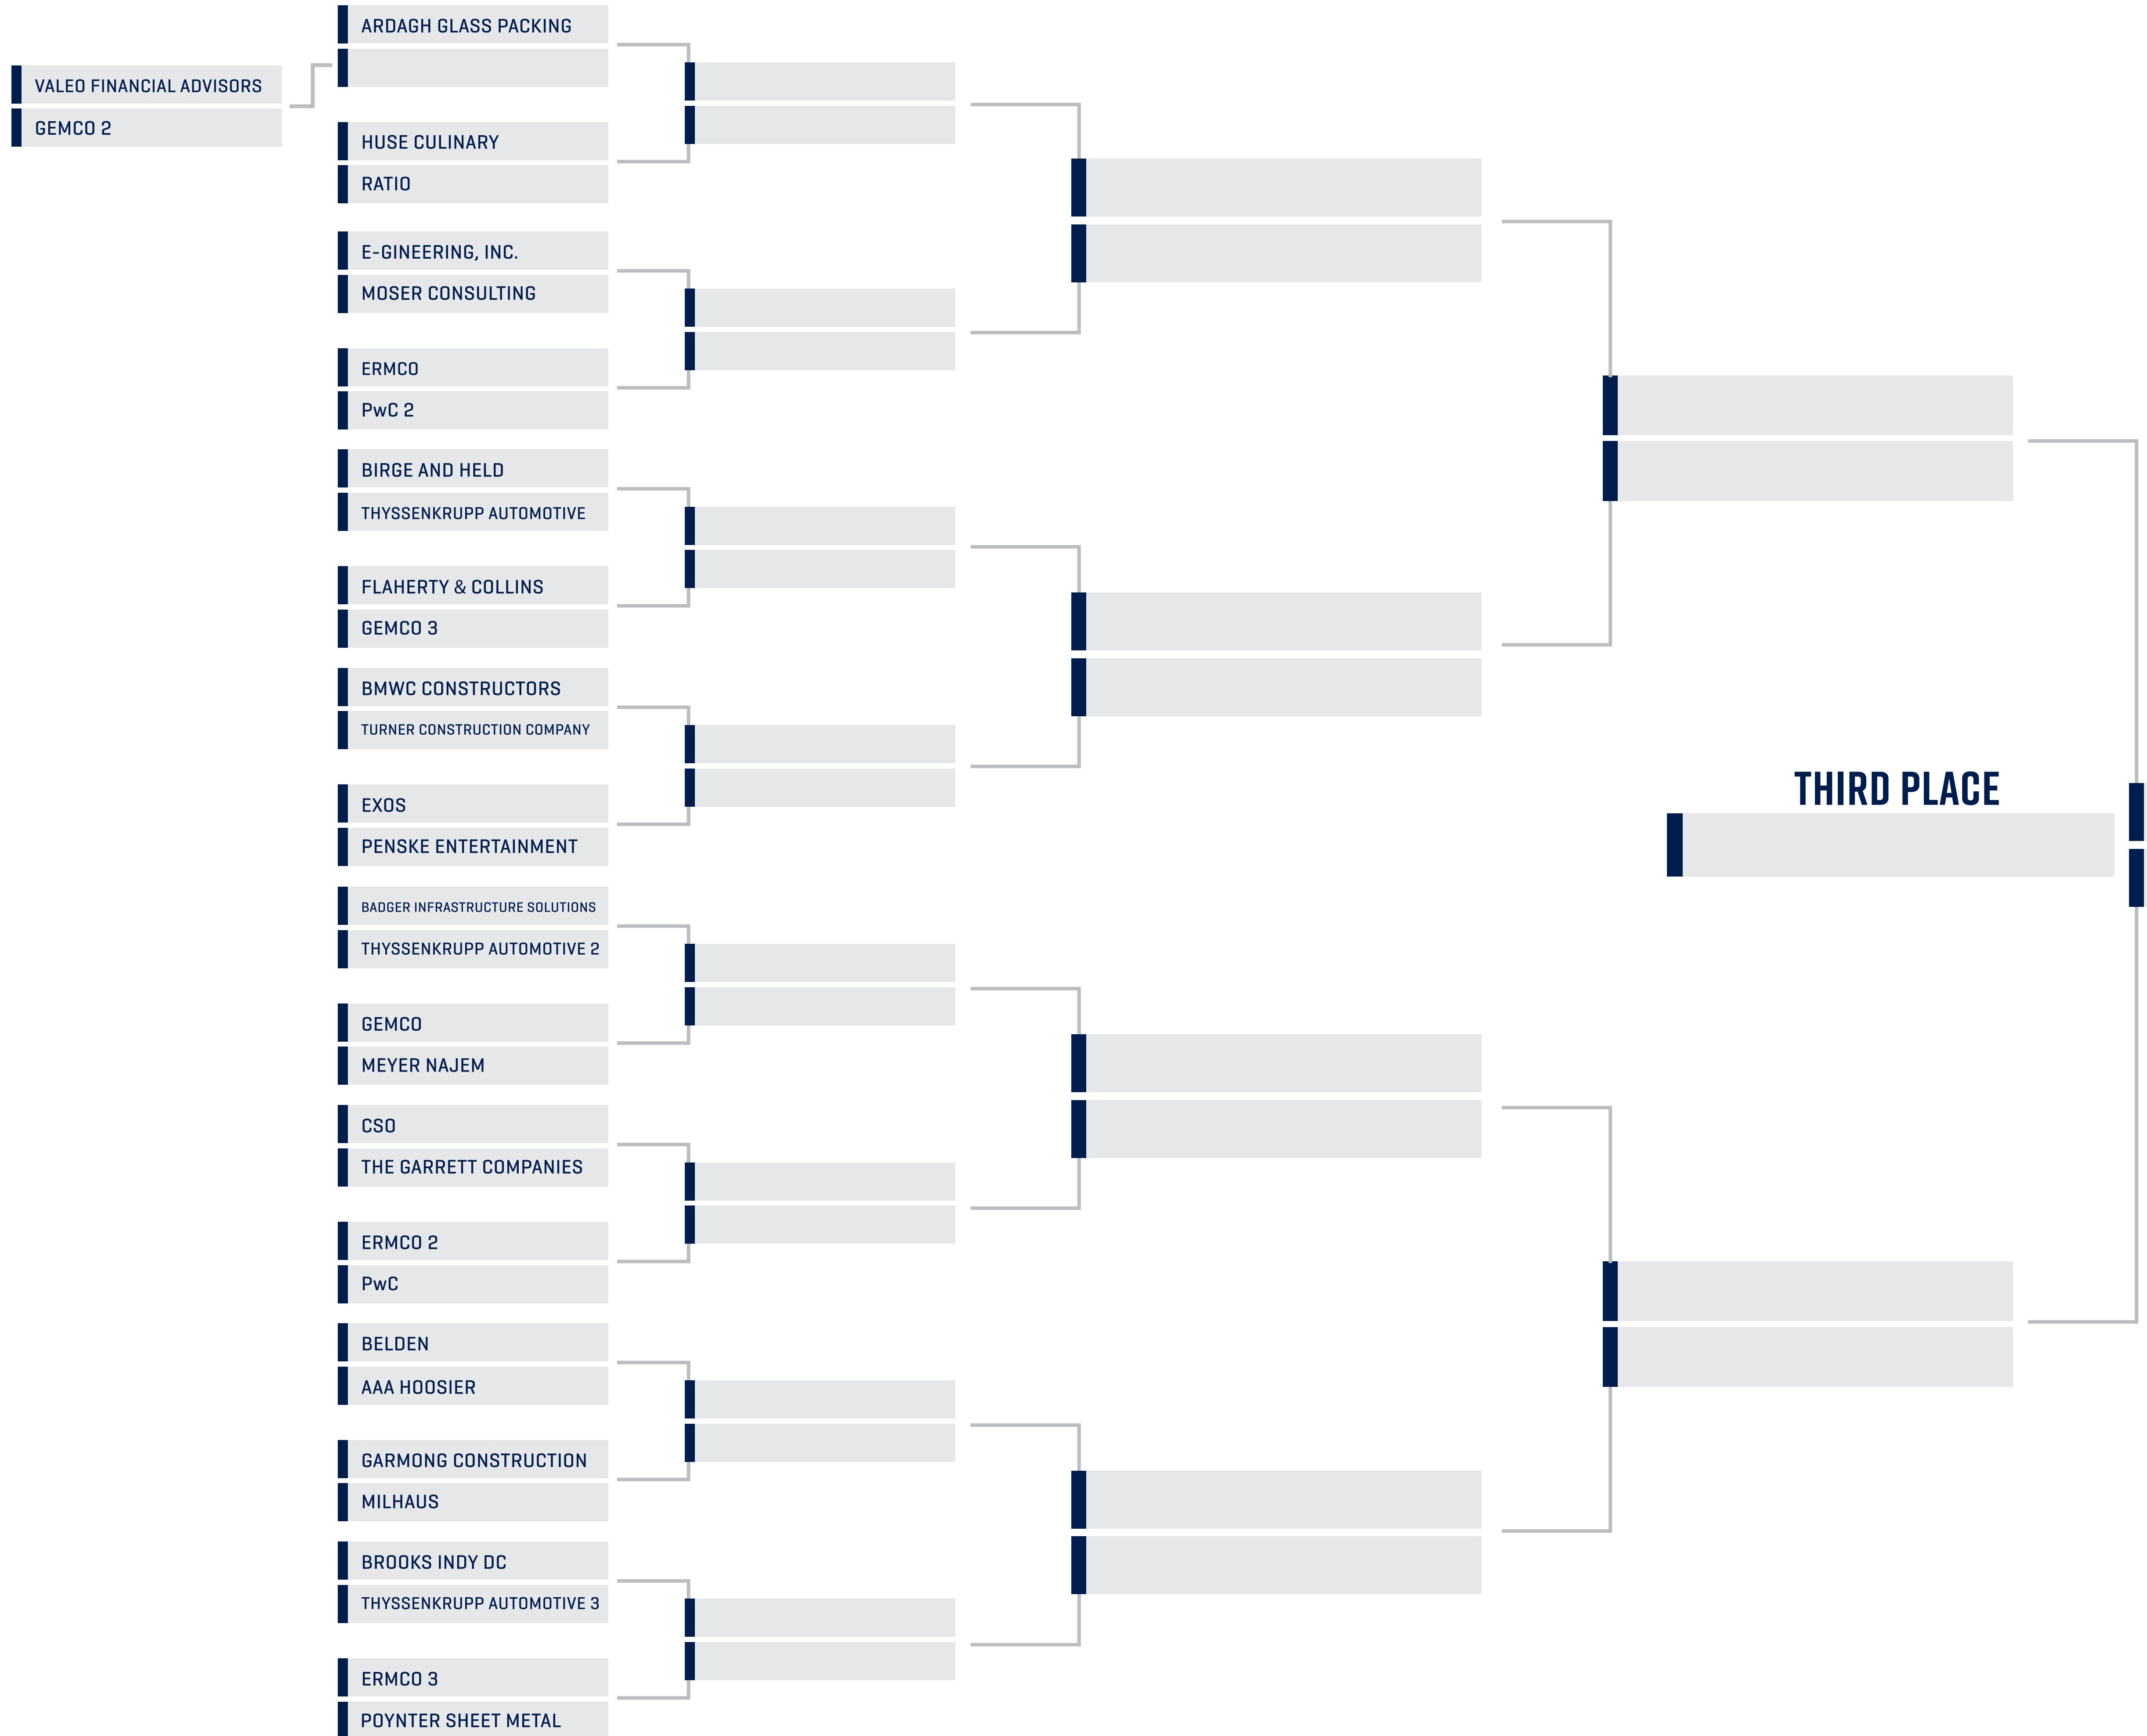 VALEO FINANCIAL ADVISORS
GEMCO 2
ARDAGH GLASS PACKING
HUSE CULINARY
RATIO
E-GINEERING, INC.
MOSER CONSULTING
ERMCO
PwC 2
BIRGE AND HELD
THYSSENKRUPP AUTOMOTIVE
FLAHERTY & COLLINS
GEMCO 3
BMWC CONSTRUCTORS
TURNER CONSTRUCTION COMPANY
EXOS
PENSKE ENTERTAINMENT
BADGER INFRASTRUCTURE SOLUTIONS
THYSSENKRUPP AUTOMOTIVE 2
GEMCO
MEYER NAJEM
CSO
THE GARRETT COMPANIES
ERMCO 2
PwC
BELDEN
AAA HOOSIER
GARMONG CONSTRUCTION
MILHAUS
BROOKS INDY DC
THYSSENKRUPP AUTOMOTIVE 3
ERMCO 3
POYNTER SHEET METAL
THIRD PLACE